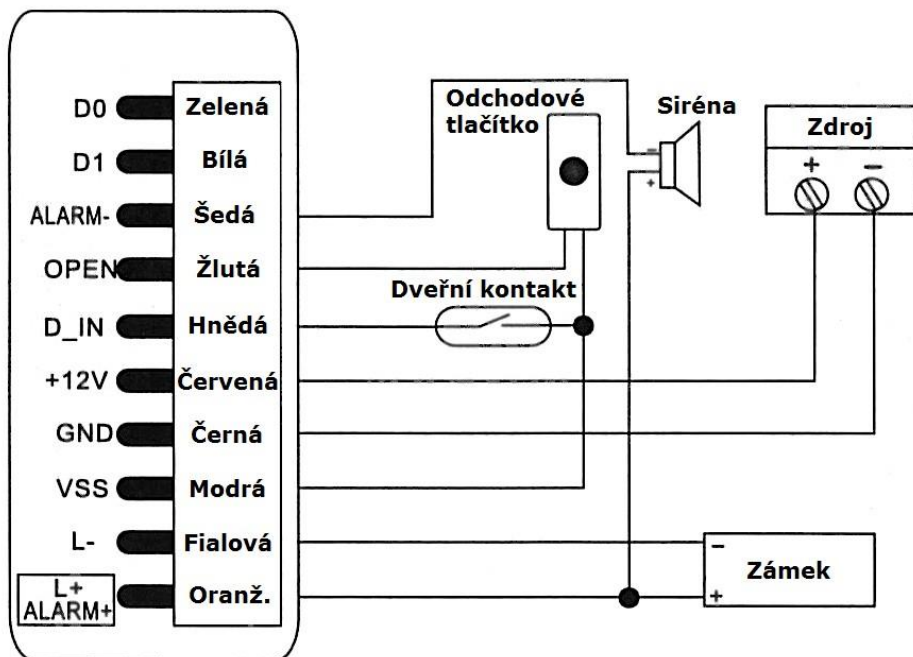 D0 Zelená
D1 Bílá
ALARM- Šedá
OPEN Žlutá
D_IN Hnědá
+12V Červená
GND Černá
VSS Modrá
L- Fialová
L+
ALARM+ Oranž.
Odchodové
tlačítko
Siréna
-
+
Zdroj
+ -
Dveřní kontakt
-
Zámek
+